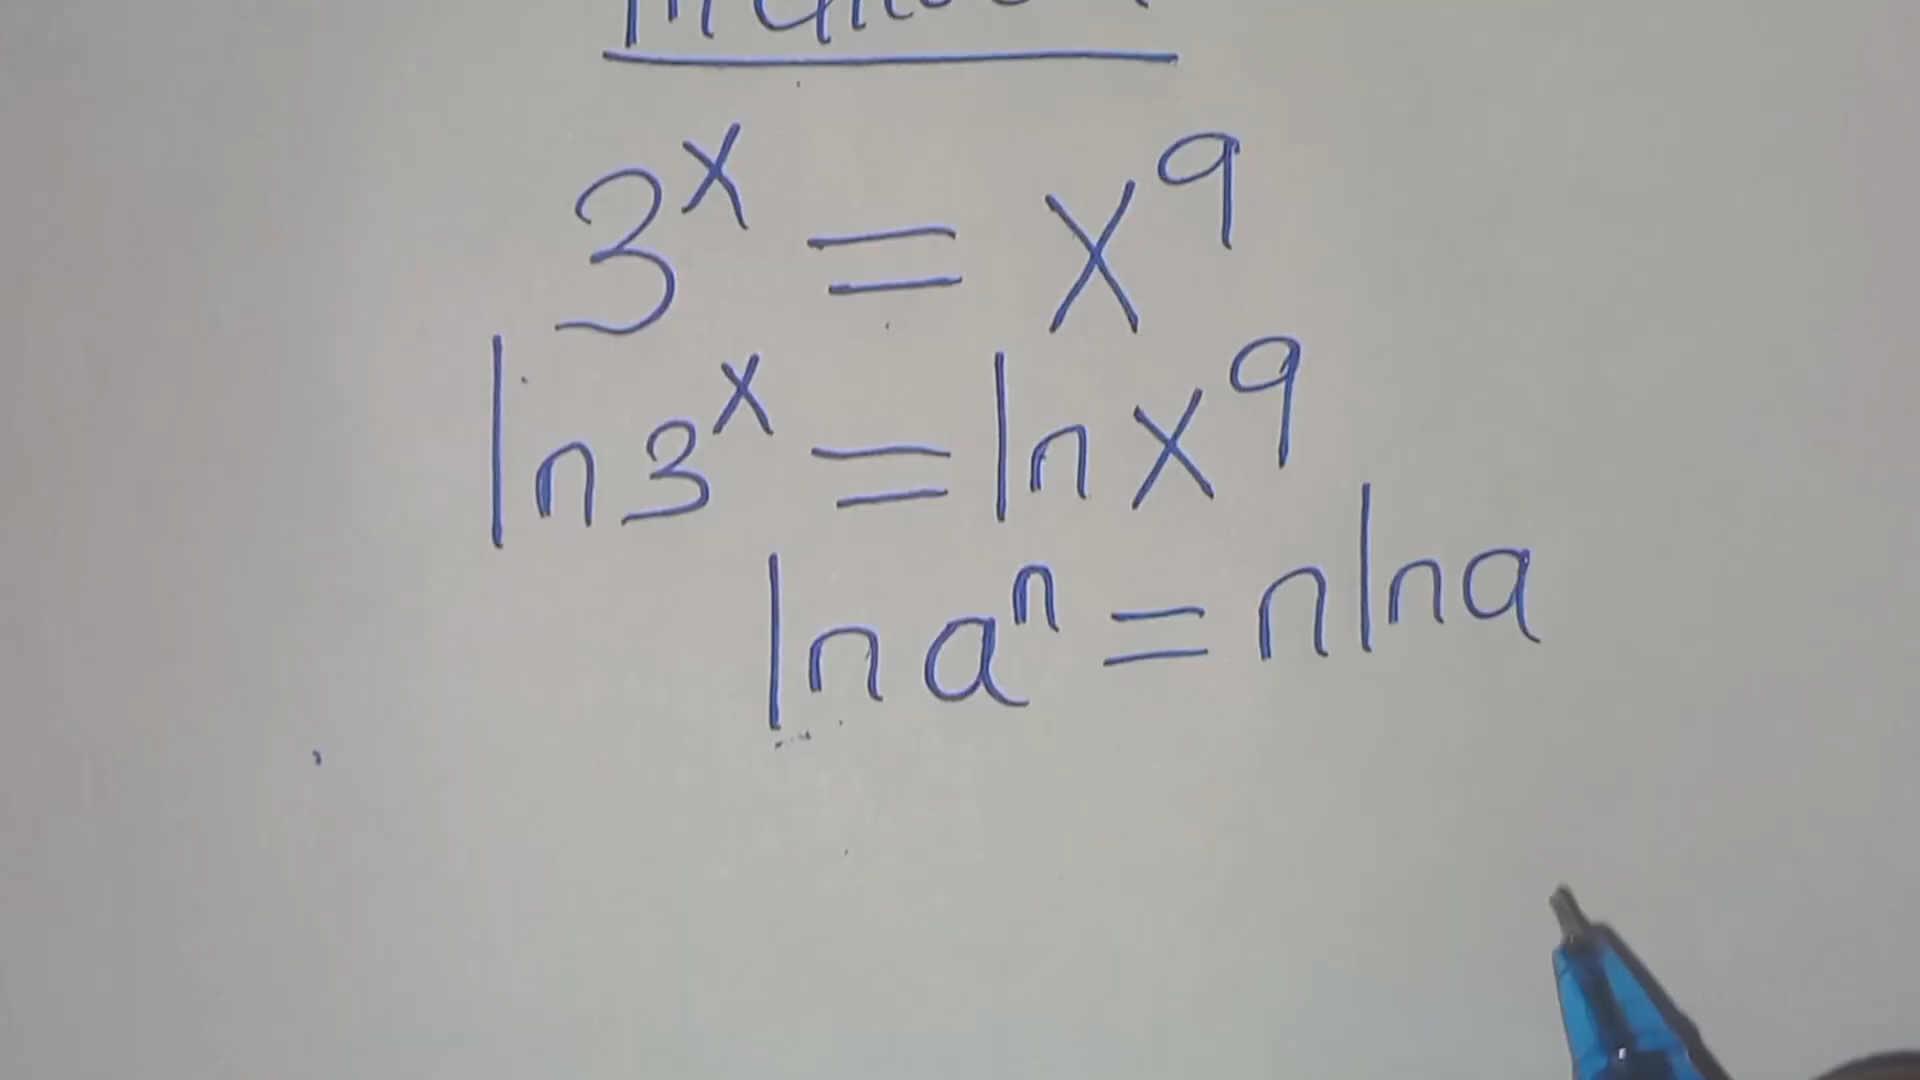 3^x = x^9
ln 3^x = ln x^9
ln a^n = n ln a